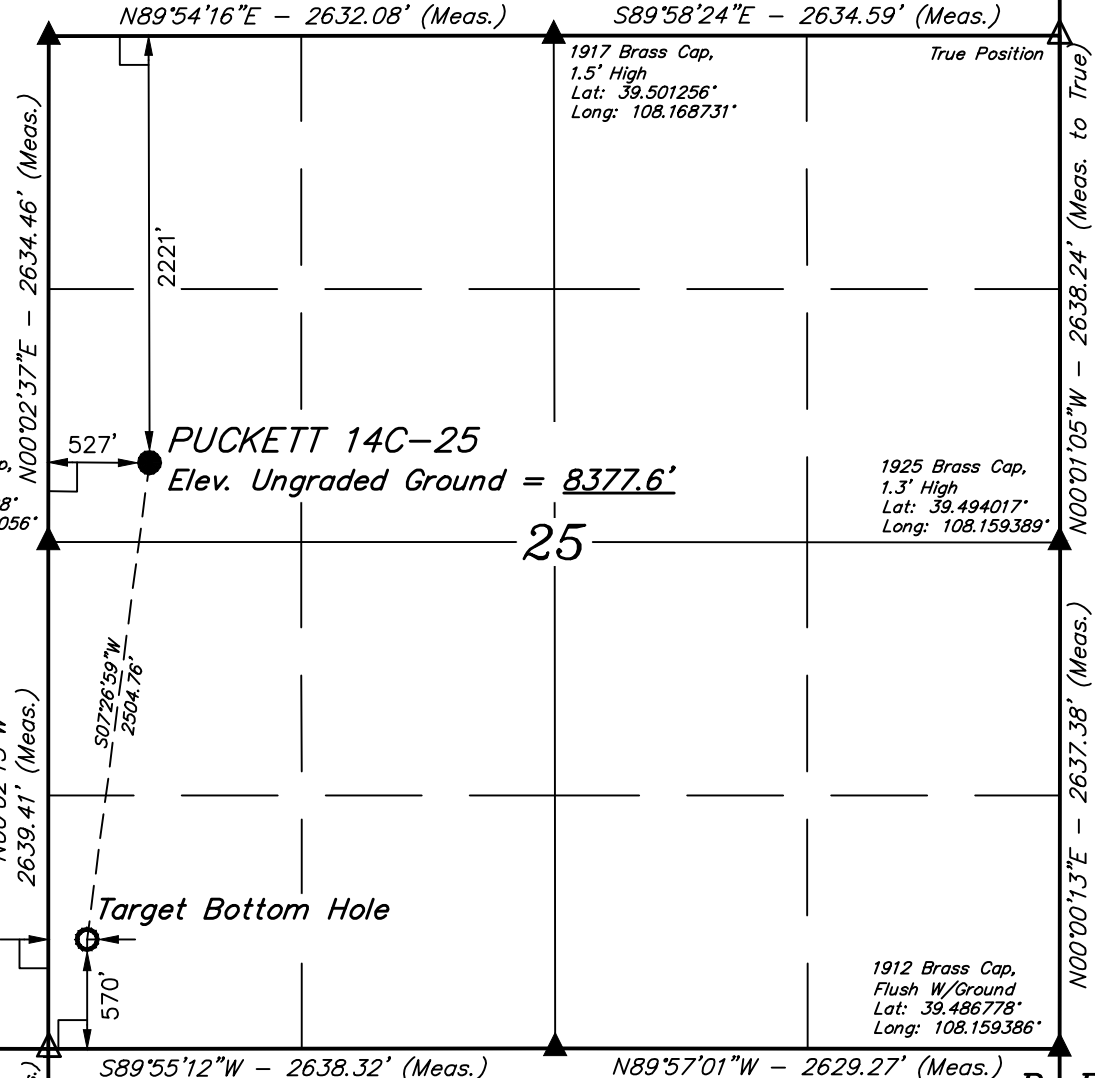 N89°54'16"E – 2632.08' (Meas.)
S89°58'24"E – 2634.59' (Meas.)
1917 Brass Cap,
1.5' High
Lat: 39.501256°
Long: 108.168731°
True Position
N00°02'37"E – 2634.46' (Meas.)
N00°01'05"W – 2638.24' (Meas. to True)
2221'
527'
PUCKETT 14C–25
Elev. Ungraded Ground = 8377.6'
056°
1925 Brass Cap,
1.3' High
Lat: 39.494017°
Long: 108.159389°
25
S07°26'59"W
2504.76'
2639.41' (Meas.)
N00°00'13"E – 2637.38' (Meas.)
Target Bottom Hole
570'
1912 Brass Cap,
Flush W/Ground
Lat: 39.486778°
Long: 108.159386°
S89°55'12"W – 2638.32' (Meas.)
N89°57'01"W – 2629.27' (Meas.)